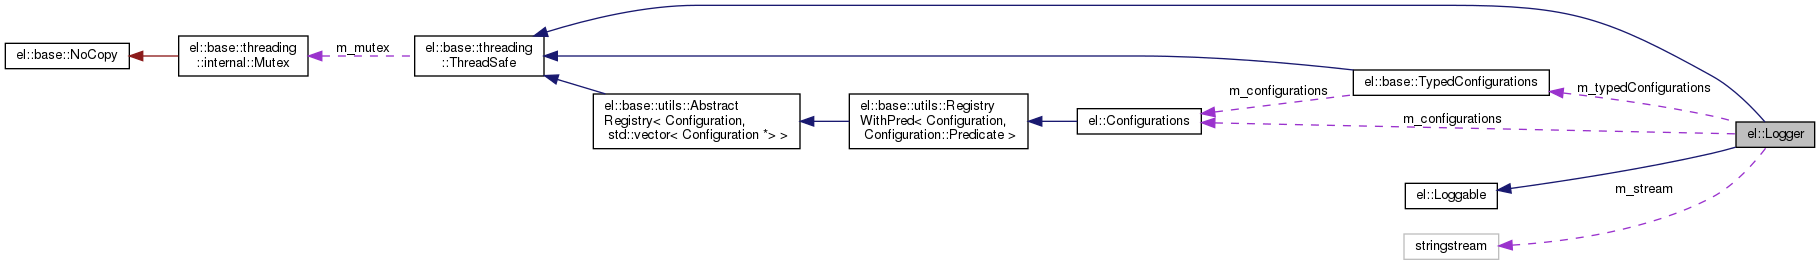 el::base::NoCopy
el::base::threading
::internal::Mutex
m_mutex
el::base::threading
::ThreadSafe
el::base::utils::Abstract
Registry< Configuration,
std::vector< Configuration *> >
el::base::utils::Registry
WithPred< Configuration,
Configuration::Predicate >
el::Configurations
m_configurations
m_configurations
el::base::TypedConfigurations
m_typedConfigurations
el::Logger
el::Loggable
m_stream
stringstream